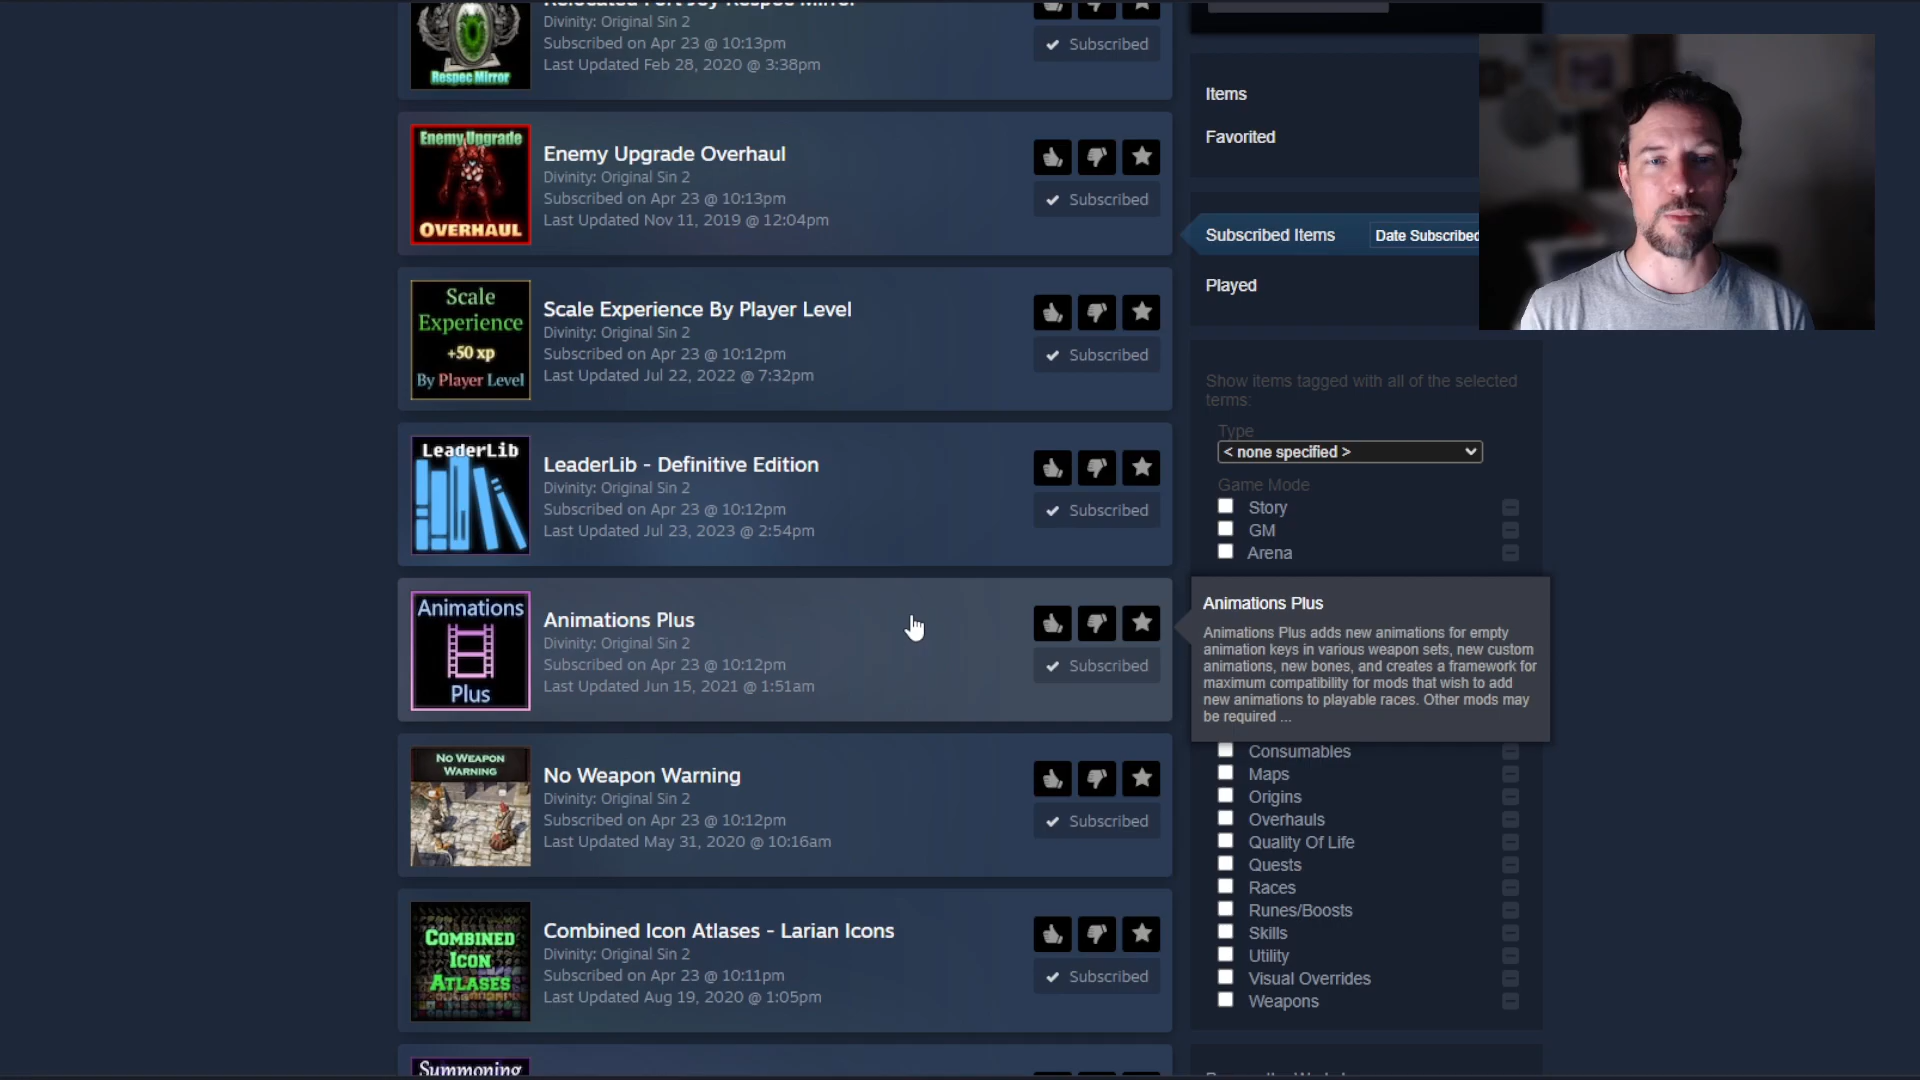 Relocated Fort Joy Respec Mirror
Divinity: Original Sin 2
Subscribed on Apr 23 @ 10:13pm
Last Updated Feb 28, 2020 @ 3:38pm
Respec Mirror
Subscribed
Enemy Upgrade
OVERHAUL
Enemy Upgrade Overhaul
Divinity: Original Sin 2
Subscribed on Apr 23 @ 10:13pm
Last Updated Nov 11, 2019 @ 12:04pm
Subscribed
Scale
Experience
+50 xp
By Player Level
Scale Experience By Player Level
Divinity: Original Sin 2
Subscribed on Apr 23 @ 10:12pm
Last Updated Jul 22, 2022 @ 7:32pm
Subscribed
LeaderLib
LeaderLib - Definitive Edition
Divinity: Original Sin 2
Subscribed on Apr 23 @ 10:12pm
Last Updated Jul 23, 2023 @ 2:54pm
Subscribed
Animations
Plus
Animations Plus
Divinity: Original Sin 2
Subscribed on Apr 23 @ 10:12pm
Last Updated Jun 15, 2021 @ 1:51am
Subscribed
NO WEAPON
WARNING
No Weapon Warning
Divinity: Original Sin 2
Subscribed on Apr 23 @ 10:12pm
Last Updated May 31, 2020 @ 10:16am
Subscribed
COMBINED
ICON
ATLASES
Combined Icon Atlases - Larian Icons
Divinity: Original Sin 2
Subscribed on Apr 23 @ 10:11pm
Last Updated Aug 19, 2020 @ 1:05pm
Subscribed
Summoning
Items
Favorited
Subscribed Items
Date Subscribed
Played
Show items tagged with all of the selected
terms:
Type
< none specified >
Game Mode
Story
GM
Arena
Animations Plus
Animations Plus adds new animations for empty
animation keys in various weapon sets, new custom
animations, new bones, and creates a framework for
maximum compatibility for mods that wish to add
new animations to playable races. Other mods may
be required ...
Consumables
Maps
Origins
Overhauls
Quality Of Life
Quests
Races
Runes/Boosts
Skills
Utility
Visual Overrides
Weapons